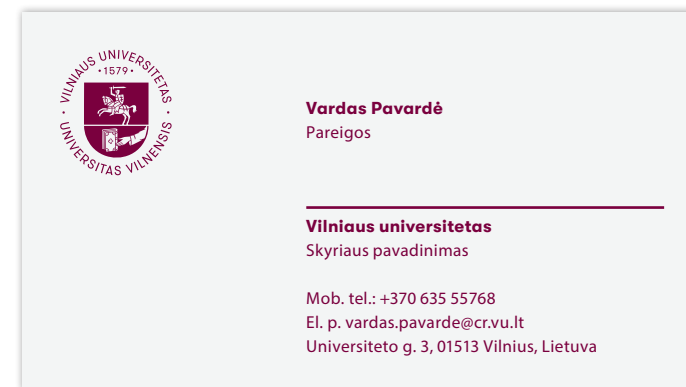 VILNIAUS UNIVERSITETAS
·1579·
UNIVERSITAS VILNENSIS
Vardas Pavardė
Pareigos
Vilniaus universitetas
Skyriaus pavadinimas
Mob. tel.: +370 635 55768
El. p. vardas.pavarde@cr.vu.lt
Universiteto g. 3, 01513 Vilnius, Lietuva